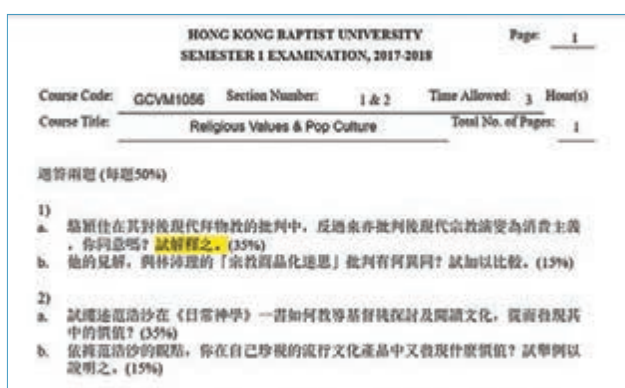 HONG KONG BAPTIST UNIVERSITY Page: 1
SEMESTER 1 EXAMINATION, 2017-2018
Course Code: GCVM1056 Section Number: 1 & 2 Time Allowed: 3 Hour(s)
Course Title: Religious Values & Pop Culture Total No. of Pages: 1
選答兩題 (每題50%)
1)
a. 駱穎佳在其對後現代拜物教的批判中，反過來亦批判後現代宗教淪變為消費主義
。你同意嗎? 試解釋之。(35%)
b. 他的見解，與林沛理的「宗教商品化迷思」批判有何異同? 試加以比較。(15%)
2)
a. 試闡述范浩沙在《日常神學》一書如何教導基督徒探討及閱讀文化，從而發現其
中的價值? (35%)
b. 依據范浩沙的觀點，你在自己珍視的流行文化產品中又發現什麼價值? 試舉例以
說明之。(15%)